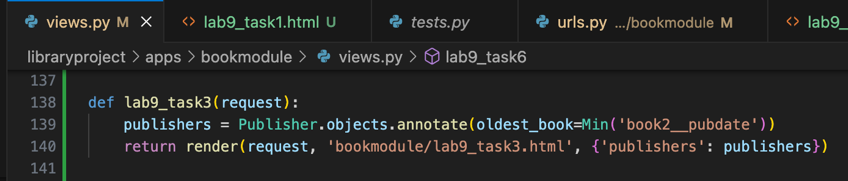 views.py M
lab9_task1.html U
tests.py
urls.py .../bookmodule M
lab9_
libraryproject > apps > bookmodule > views.py > lab9_task6
137
138 def lab9_task3(request):
139 publishers = Publisher.objects.annotate(oldest_book=Min('book2__pubdate'))
140 return render(request, 'bookmodule/lab9_task3.html', {'publishers': publishers})
141